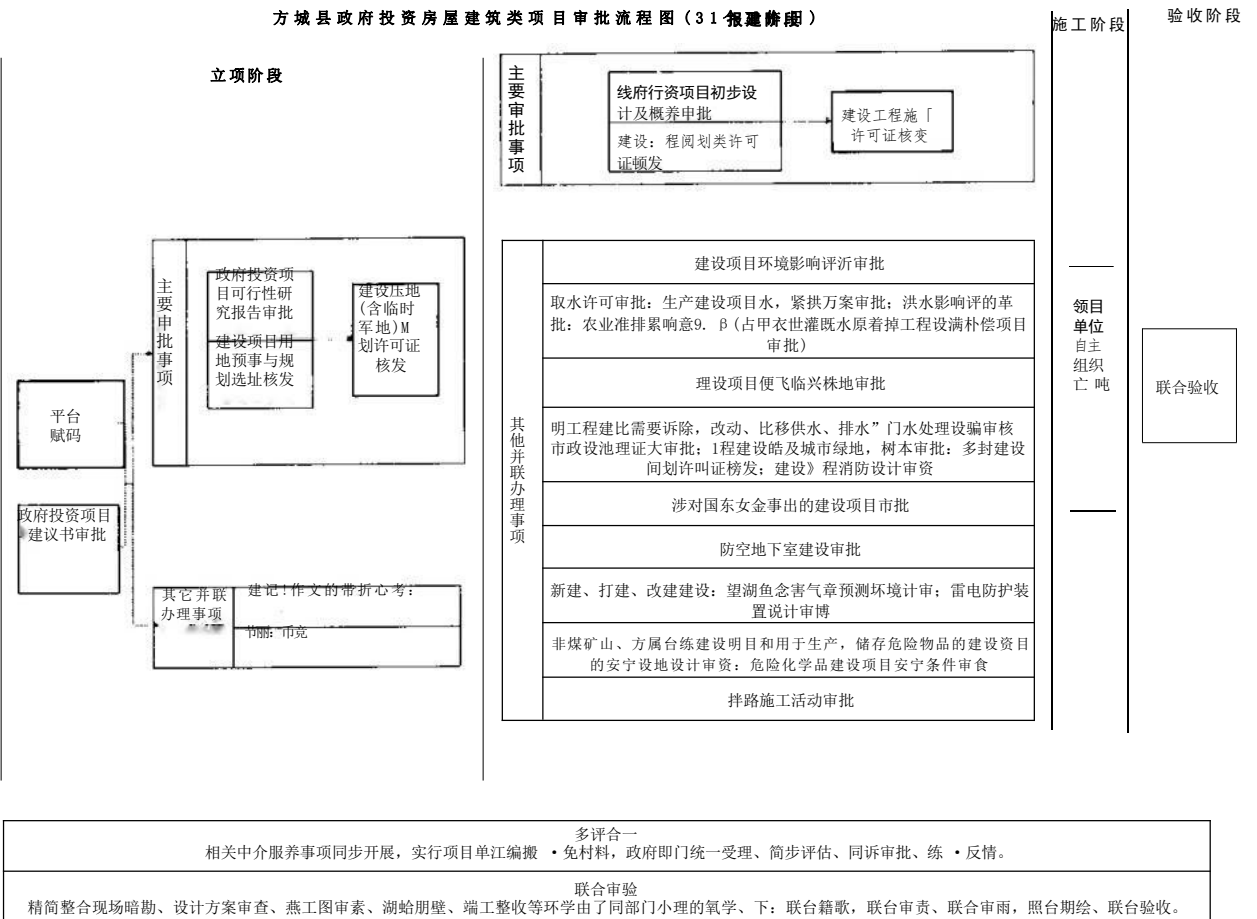 方城县政府投资房屋建筑类项目审批流程图(31
报建阶段
施工阶段
验收阶段
立项阶段
主要审批事项
线府行资项目初步设
计及概养申批
建设：程阅划类许可
证顿发
建设工程施「
许可证核变
主要申批事项
政府投资项
目可行性研
究报告审批
建设项目用
地预事与规
划选址核发
建设压地
(含临时
军地)M
划许可证
核发
平台
赋码
政府投资项目
建议书审批
其它并联
办理事项
建记!作文的带折心考：
节丽：币竞
其他并联办理事项
建设项目环境影响评沂审批
取水许可审批：生产建设项目水，紧拱万案审批；洪水影响评的革
批：农业准排累响意9. β(占甲衣世灌既水原着掉工程设满朴偿项目
审批)
理设项目便飞临兴株地审批
明工程建比需要诉除，改动、比移供水、排水”门水处理设骗审核
市政设池理证大审批；1程建设皓及城市绿地，树本审批：多封建设
间划许叫证榜发；建设》程消防设计审资
涉对国东女金事出的建设项目市批
防空地下室建设审批
新建、打建、改建建设：望湖鱼念害气章预测坏境计审；雷电防护装
置说计审博
非煤矿山、方属台练建设明目和用于生产，储存危险物品的建设资目
的安宁设地设计审资：危险化学品建设项目安宁条件审食
拌路施工活动审批
领目
单位
自主
组织
亡 吨
联合验收
多评合一
相关中介服养事项同步开展，实行项目单江编搬 •免村料，政府即门统一受理、简步评估、同诉审批、练 •反情。
联合审验
精简整合现场暗勘、设计方案审查、燕工图审素、湖蛤朋壁、端工整收等环学由了同部门小理的氧学、下：联台籍歌，联台审责、联合审雨，照台期绘、联台验收。